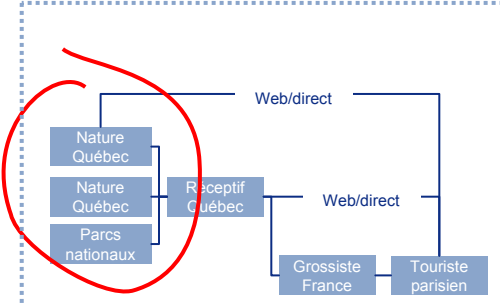 Web/direct
Nature
Québec
Nature
Québec
Réceptif
Québec
Web/direct
Parcs
nationaux
Grossiste
France
Touriste
parisien